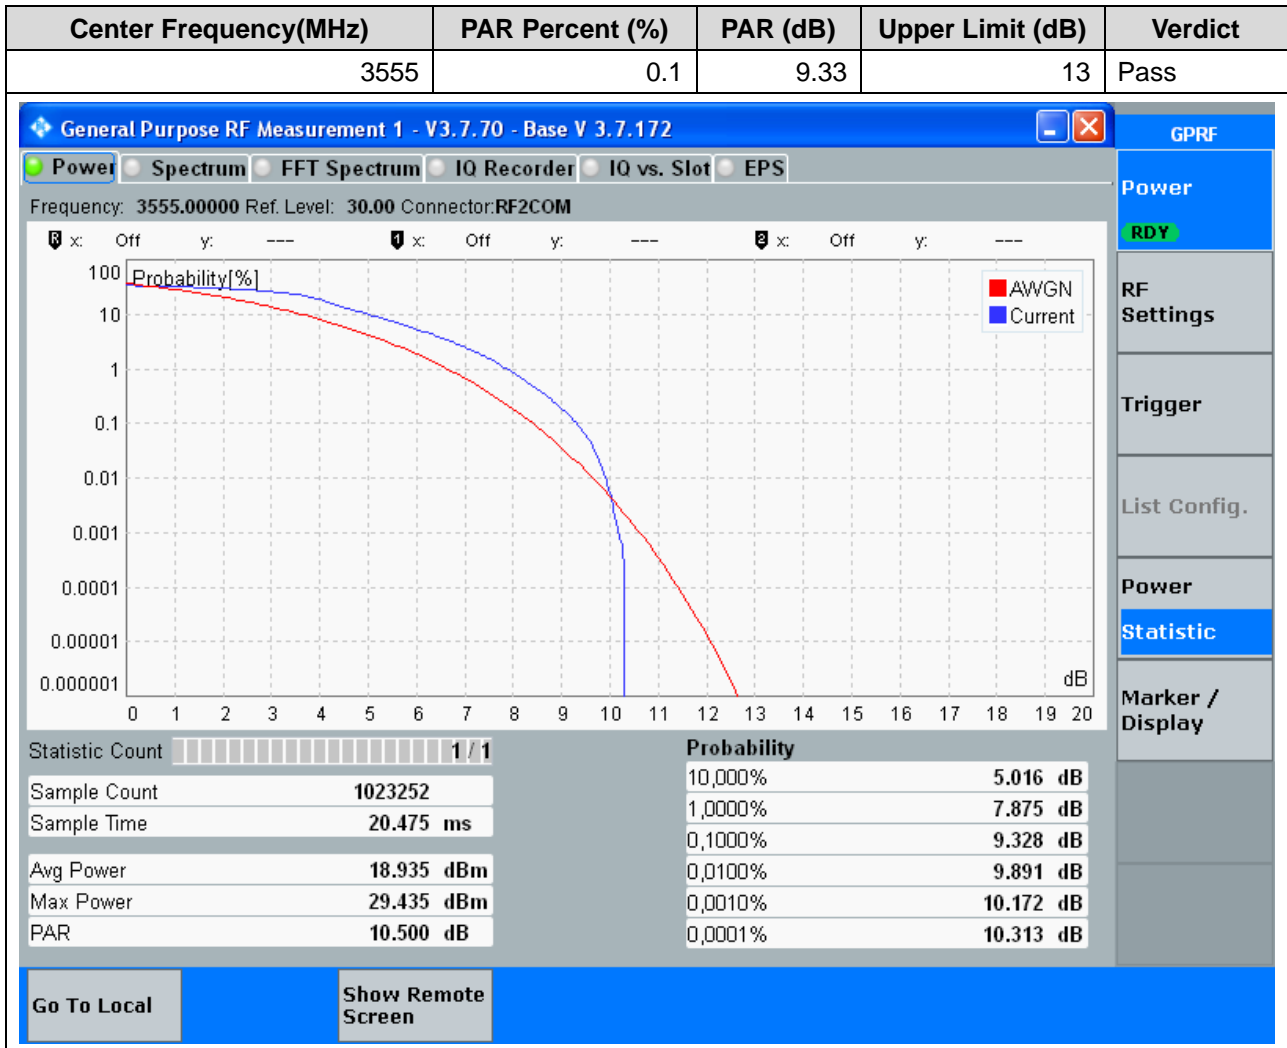 Center Frequency(MHz) PAR Percent (%) PAR (dB) Upper Limit (dB) Verdict
3555 0.1 9.33 13 Pass
General Purpose RF Measurement 1 - V3.7.70 - Base V 3.7.172
GPRF
Power Spectrum FFT Spectrum IQ Recorder IQ vs. Slot EPS
Power
RDY
Frequency: 3555.00000 Ref. Level: 30.00 Connector:RF2COM
R x: Off y: --- 1 x: Off y: --- 2 x: Off y: ---
Probability[%]
AWGN
Current
100
10
1
0.1
0.01
0.001
0.0001
0.00001
0.000001
dB
0 1 2 3 4 5 6 7 8 9 10 11 12 13 14 15 16 17 18 19 20
RF
Settings
Trigger
List Config.
Power
Statistic
Marker /
Display
Statistic Count 1 / 1
Sample Count 1023252
Sample Time 20.475 ms
Avg Power 18.935 dBm
Max Power 29.435 dBm
PAR 10.500 dB
Probability
10,000% 5.016 dB
1,0000% 7.875 dB
0,1000% 9.328 dB
0,0100% 9.891 dB
0,0010% 10.172 dB
0,0001% 10.313 dB
Go To Local
Show Remote
Screen